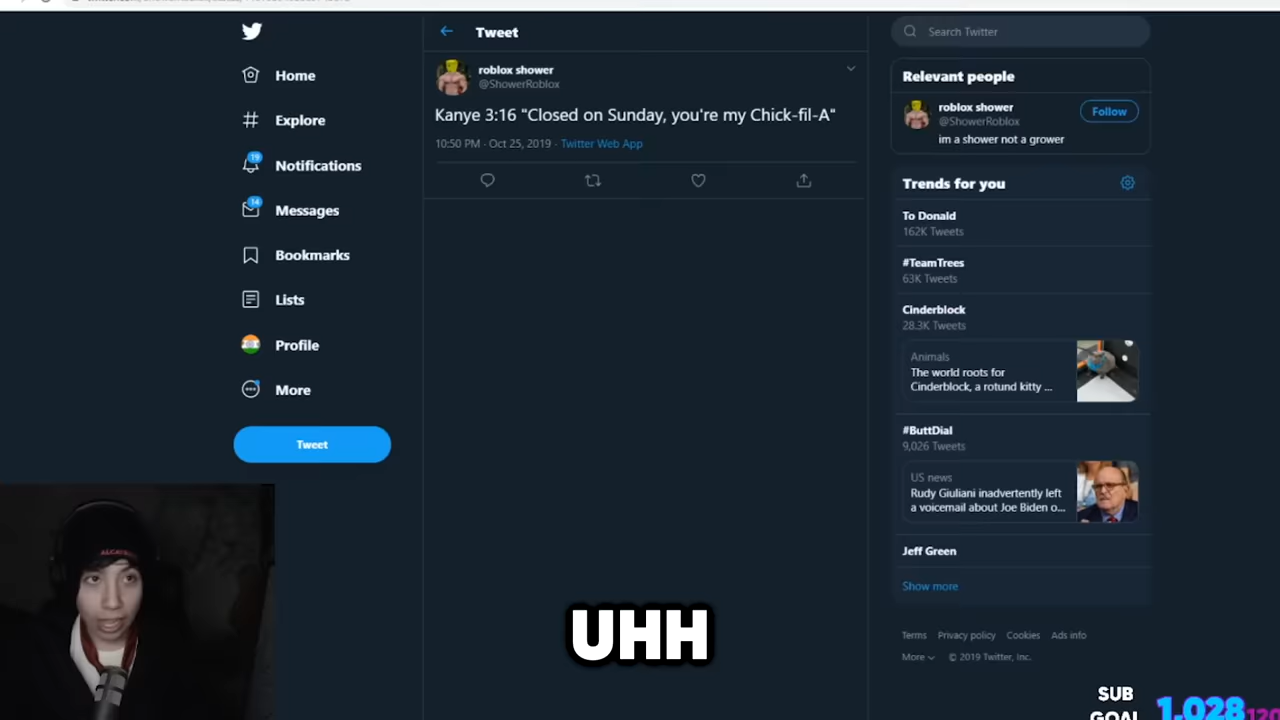 Home
Explore
19
Notifications
14
Messages
Bookmarks
Lists
Profile
More
Tweet
Tweet
roblox shower
@ShowerRoblox
Kanye 3:16 "Closed on Sunday, you're my Chick-fil-A"
10:50 PM · Oct 25, 2019 · Twitter Web App
Search Twitter
Relevant people
roblox shower
@ShowerRoblox
Follow
im a shower not a grower
Trends for you
To Donald
162K Tweets
#TeamTrees
63K Tweets
Cinderblock
28.3K Tweets
Animals
The world roots for
Cinderblock, a rotund kitty ...
#ButtDial
9,026 Tweets
US news
Rudy Giuliani inadvertently left
a voicemail about Joe Biden o...
Jeff Green
Show more
Terms Privacy policy Cookies Ads info
More © 2019 Twitter, Inc.
UHH
SUB
GOAL
1,028